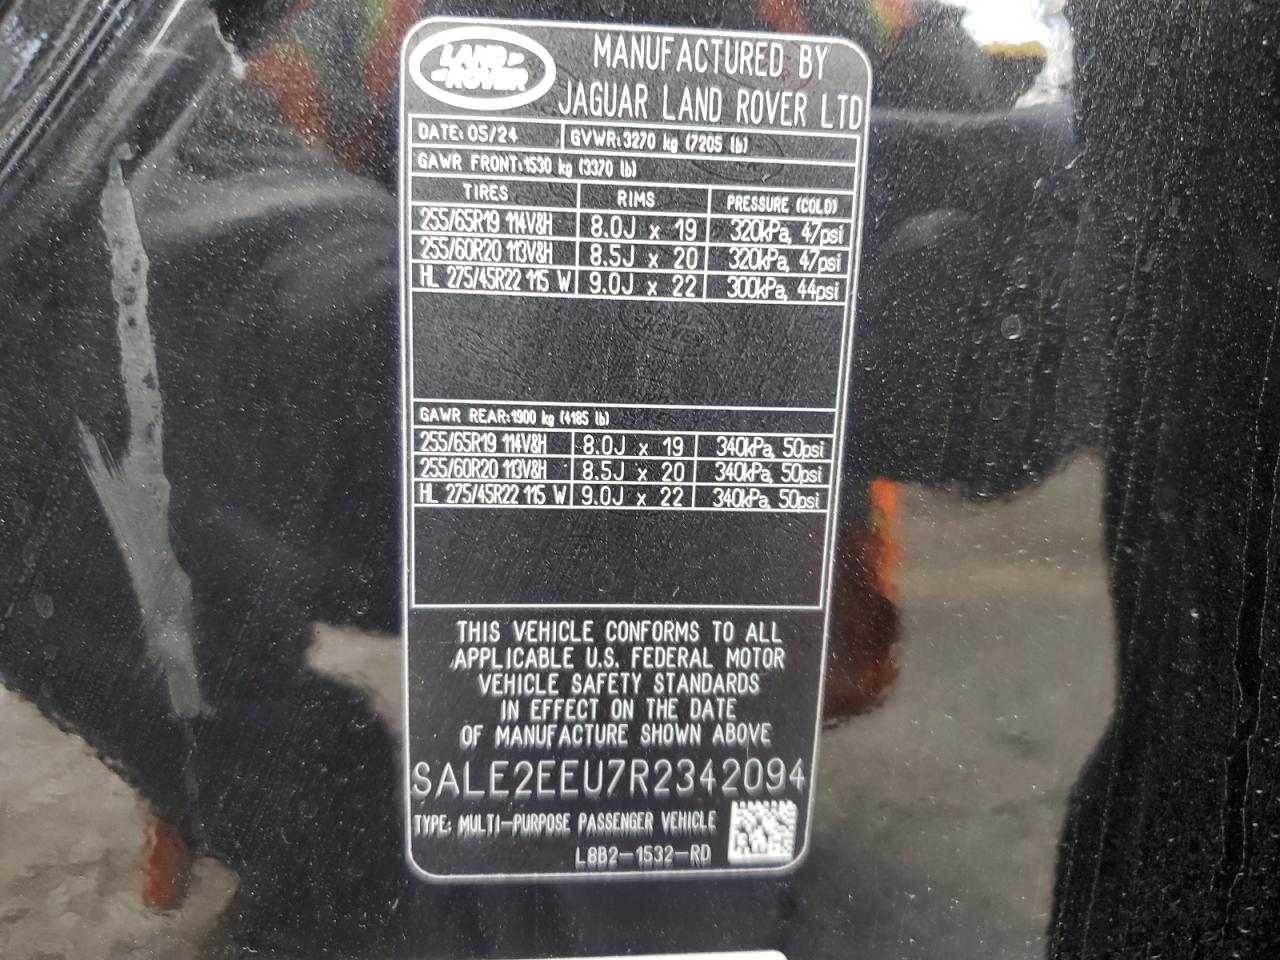 LAND ROVER
MANUFACTURED BY
JAGUAR LAND ROVER LTD
DATE: 05/24 GVWR:3270 kg (7205 lb)
GAWR FRONT:1530 kg (3370 lb)
TIRES RIMS PRESSURE (COLD)
255/65R19 114V&H 8.0J x 19 320kPa, 47psi
255/60R20 113V&H 8.5J x 20 320kPa, 47psi
HL 275/45R22 115 W 9.0J x 22 300kPa, 44psi
GAWR REAR:1900 kg (4185 lb)
255/65R19 114V&H 8.0J x 19 340kPa, 50psi
255/60R20 113V&H 8.5J x 20 340kPa, 50psi
HL 275/45R22 115 W 9.0J x 22 340kPa, 50psi
THIS VEHICLE CONFORMS TO ALL
APPLICABLE U.S. FEDERAL MOTOR
VEHICLE SAFETY STANDARDS
IN EFFECT ON THE DATE
OF MANUFACTURE SHOWN ABOVE
SALE2EEU7R2342094
TYPE: MULTI-PURPOSE PASSENGER VEHICLE
L8B2-1532-RD